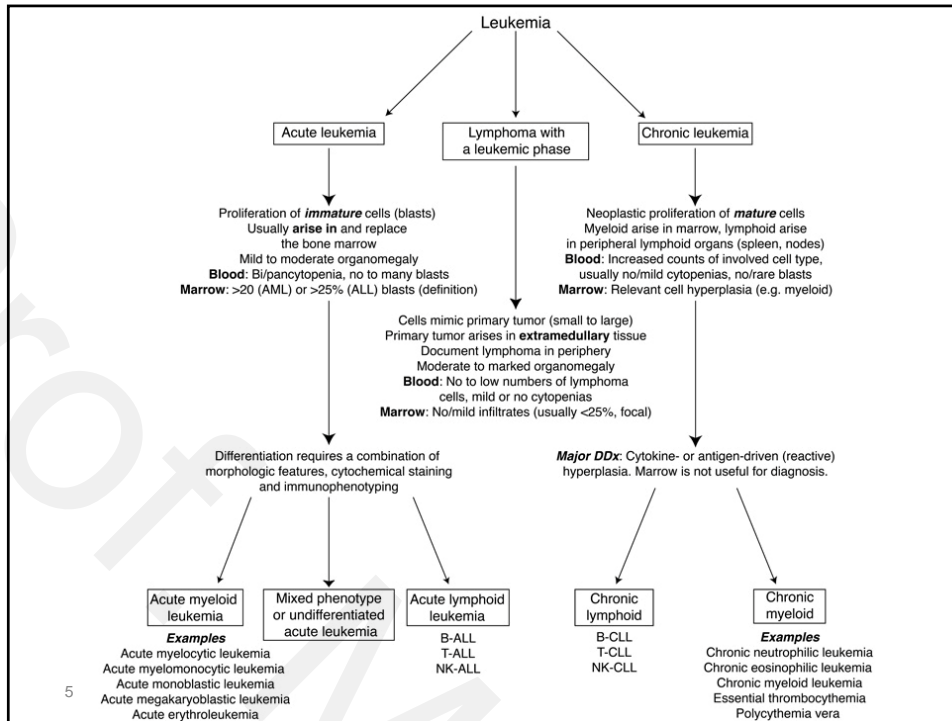 Leukemia
Acute leukemia
Lymphoma with
a leukemic phase
Chronic leukemia
Proliferation of immature cells (blasts)
Usually arise in and replace
the bone marrow
Mild to moderate organomegaly
Blood: Bi/pancytopenia, no to many blasts
Marrow: >20 (AML) or >25% (ALL) blasts (definition)
Cells mimic primary tumor (small to large)
Primary tumor arises in extramedullary tissue
Document lymphoma in periphery
Moderate to marked organomegaly
Blood: No to low numbers of lymphoma
cells, mild or no cytopenias
Marrow: No/mild infiltrates (usually <25%, focal)
Neoplastic proliferation of mature cells
Myeloid arise in marrow, lymphoid arise
in peripheral lymphoid organs (spleen, nodes)
Blood: Increased counts of involved cell type,
usually no/mild cytopenias, no/rare blasts
Marrow: Relevant cell hyperplasia (e.g. myeloid)
Differentiation requires a combination of
morphologic features, cytochemical staining
and immunophenotyping
Major DDx: Cytokine- or antigen-driven (reactive)
hyperplasia. Marrow is not useful for diagnosis.
Acute myeloid
leukemia
Examples
Acute myelocytic leukemia
Acute myelomonocytic leukemia
Acute monoblastic leukemia
Acute megakaryoblastic leukemia
Acute erythroleukemia
Mixed phenotype
or undifferentiated
acute leukemia
Acute lymphoid
leukemia
B-ALL
T-ALL
NK-ALL
Chronic
lymphoid
B-CLL
T-CLL
NK-CLL
Chronic
myeloid
Examples
Chronic neutrophilic leukemia
Chronic eosinophilic leukemia
Chronic myeloid leukemia
Essential thrombocythemia
Polycythemia vera
5